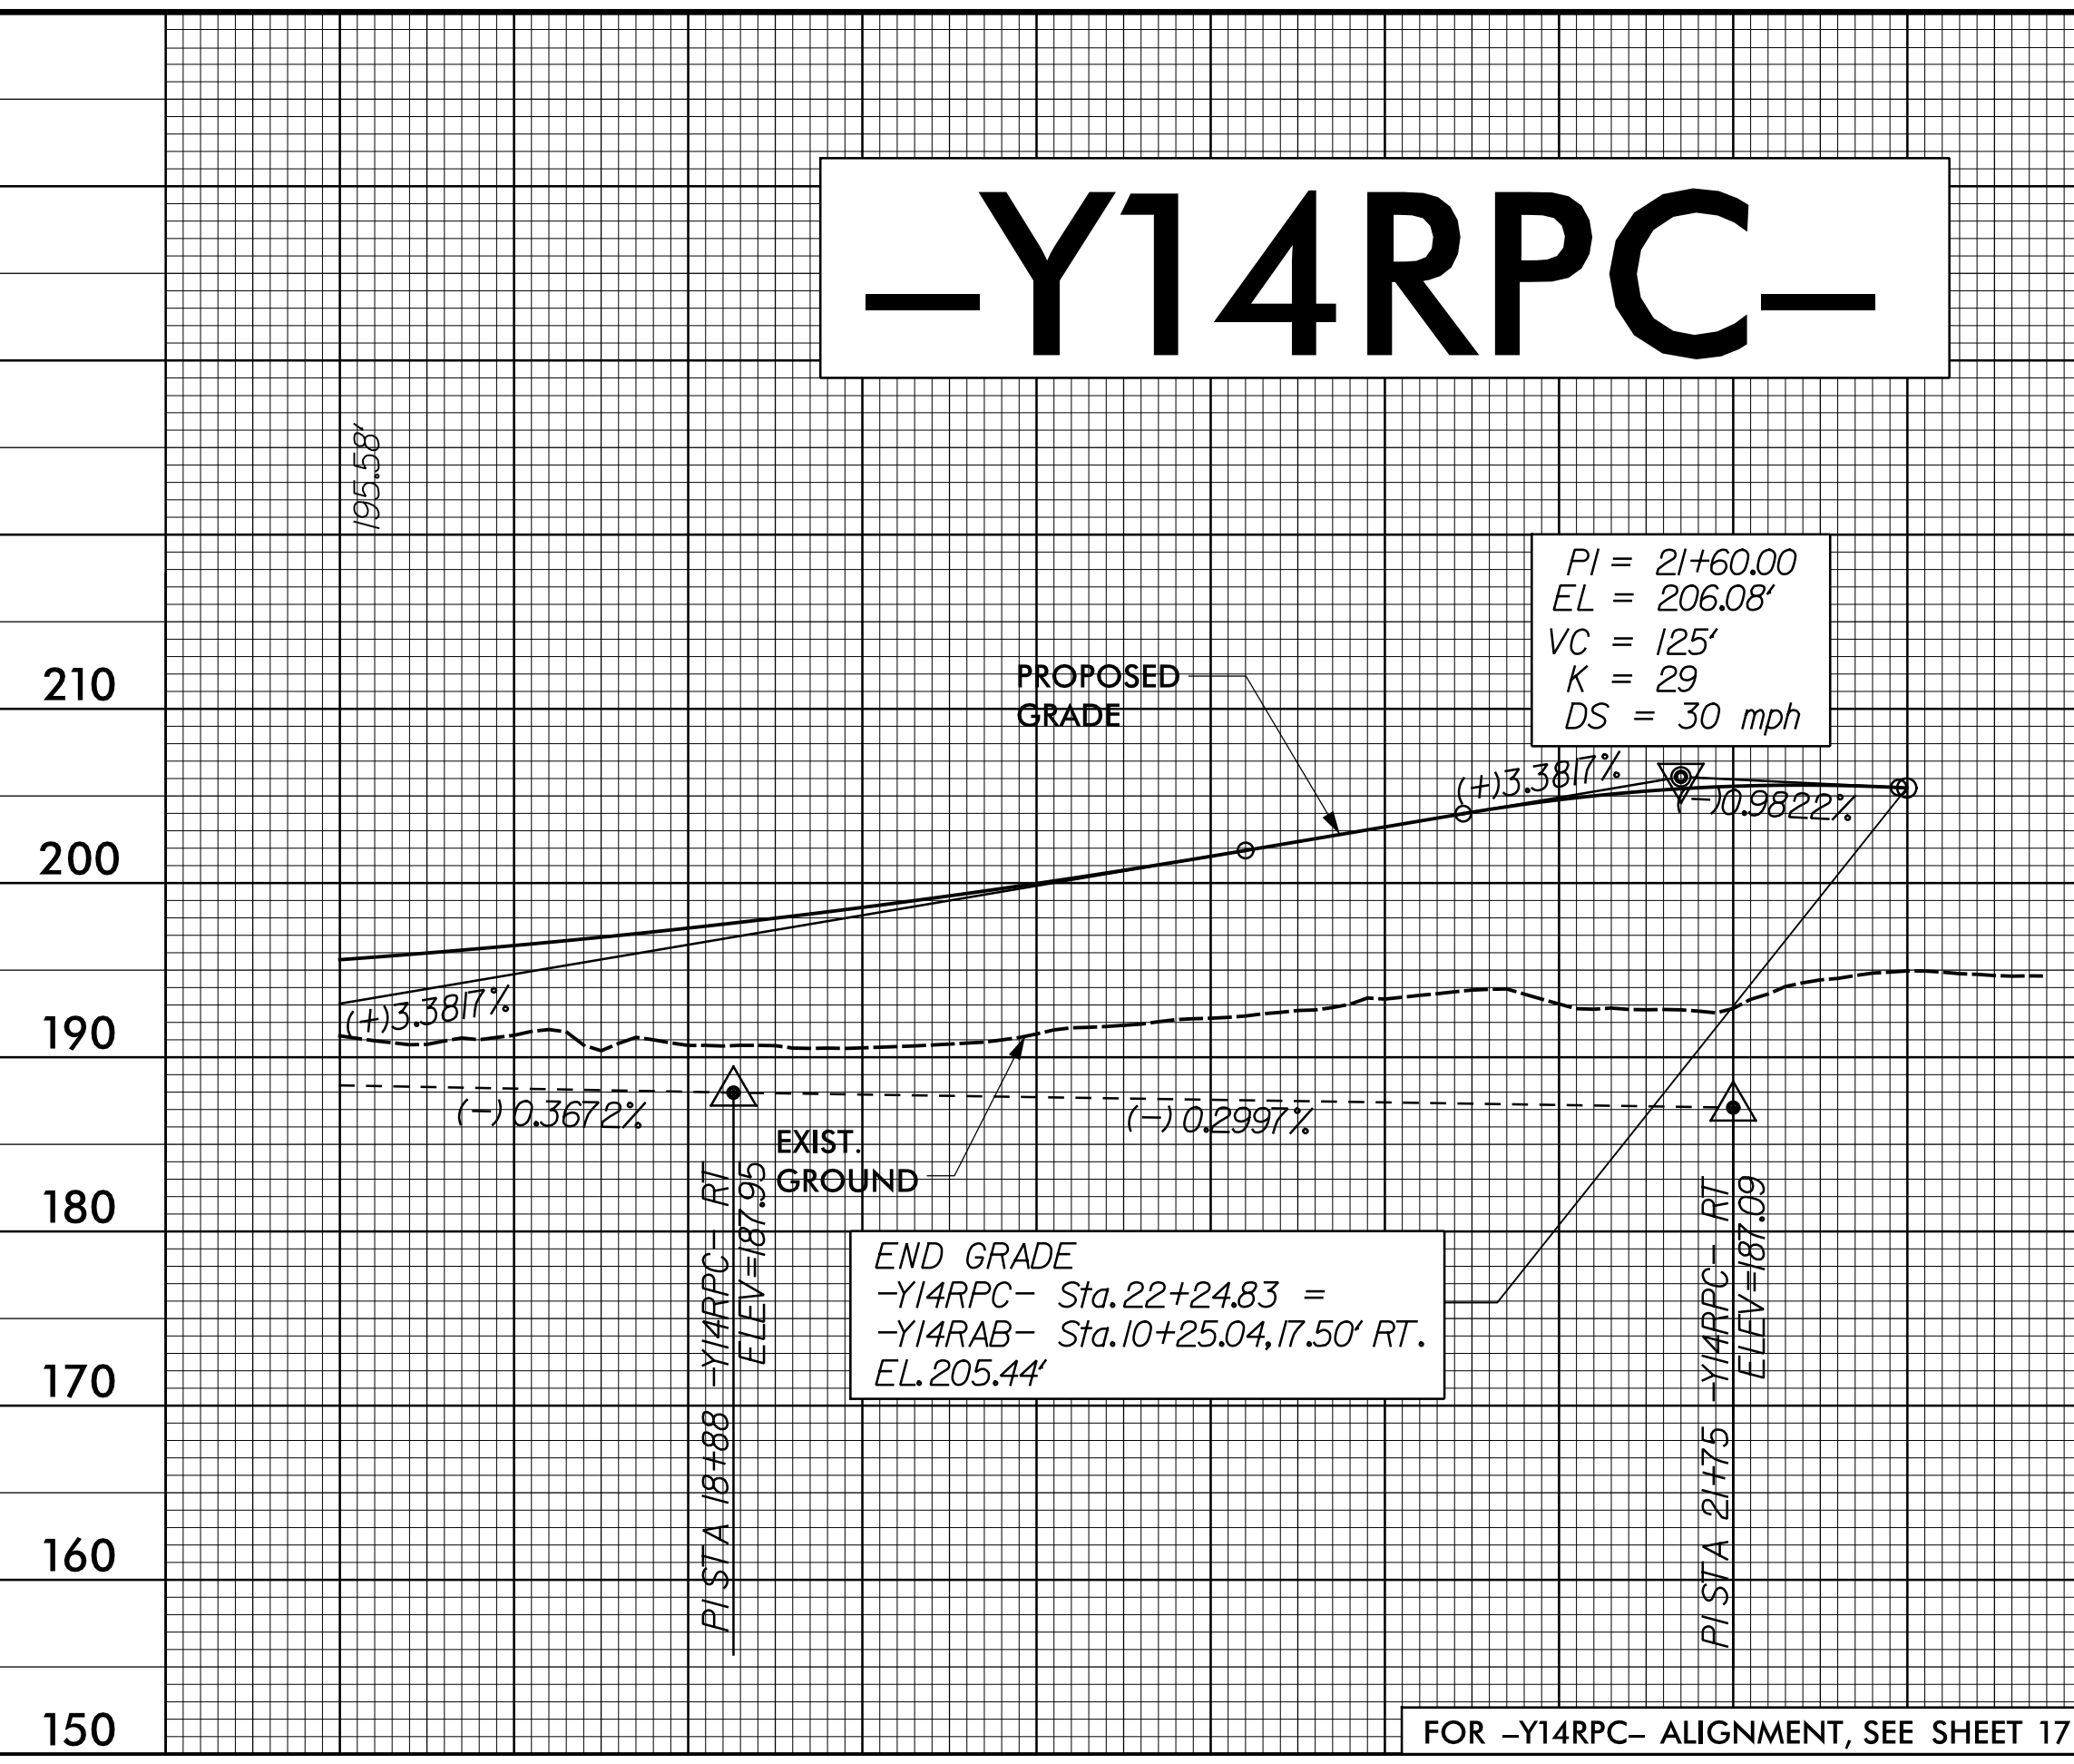 –Y14RPC–
195.58'
PI = 21+60.00
EL = 206.08'
VC = 125'
K = 29
DS = 30 mph
210
PROPOSED
GRADE
(+)3.3817%
(-)0.9822%
200
(+)3.3817%
190
(-) 0.3672%
(-) 0.2997%
EXIST.
GROUND
180
PI STA 18+88 -Y14RPC- RT
ELEV=187.95
PI STA 21+75 -Y14RPC- RT
ELEV=187.09
END GRADE
-Y14RPC- Sta. 22+24.83 =
-Y14RAB- Sta. 10+25.04, 17.50' RT.
EL. 205.44'
170
160
150
FOR –Y14RPC– ALIGNMENT, SEE SHEET 17